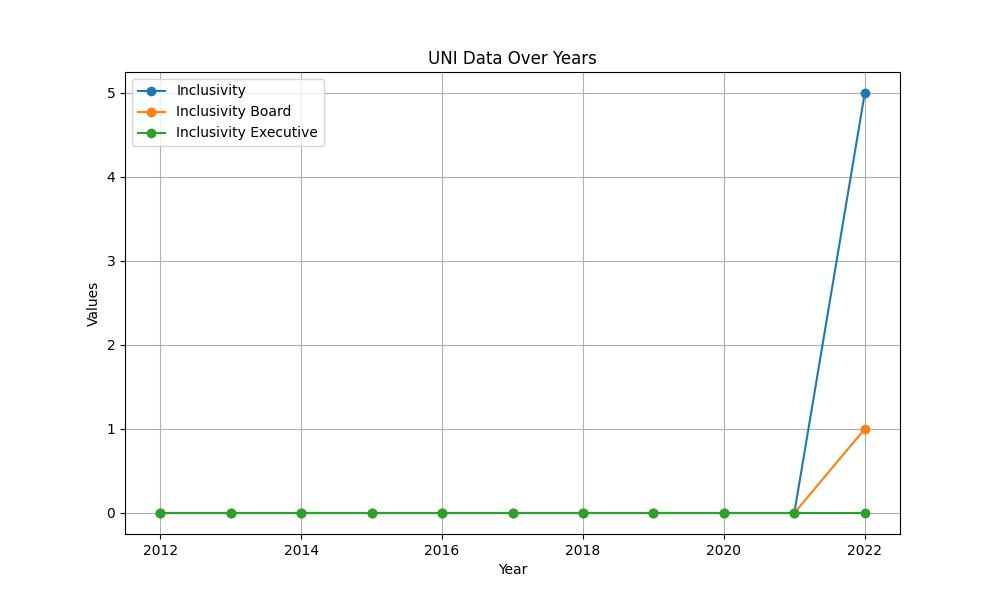 UNI Data Over Years
Inclusivity
Inclusivity Board
Inclusivity Executive
5
4
3
2
1
0
Values
2012
2014
2016
2018
2020
2022
Year